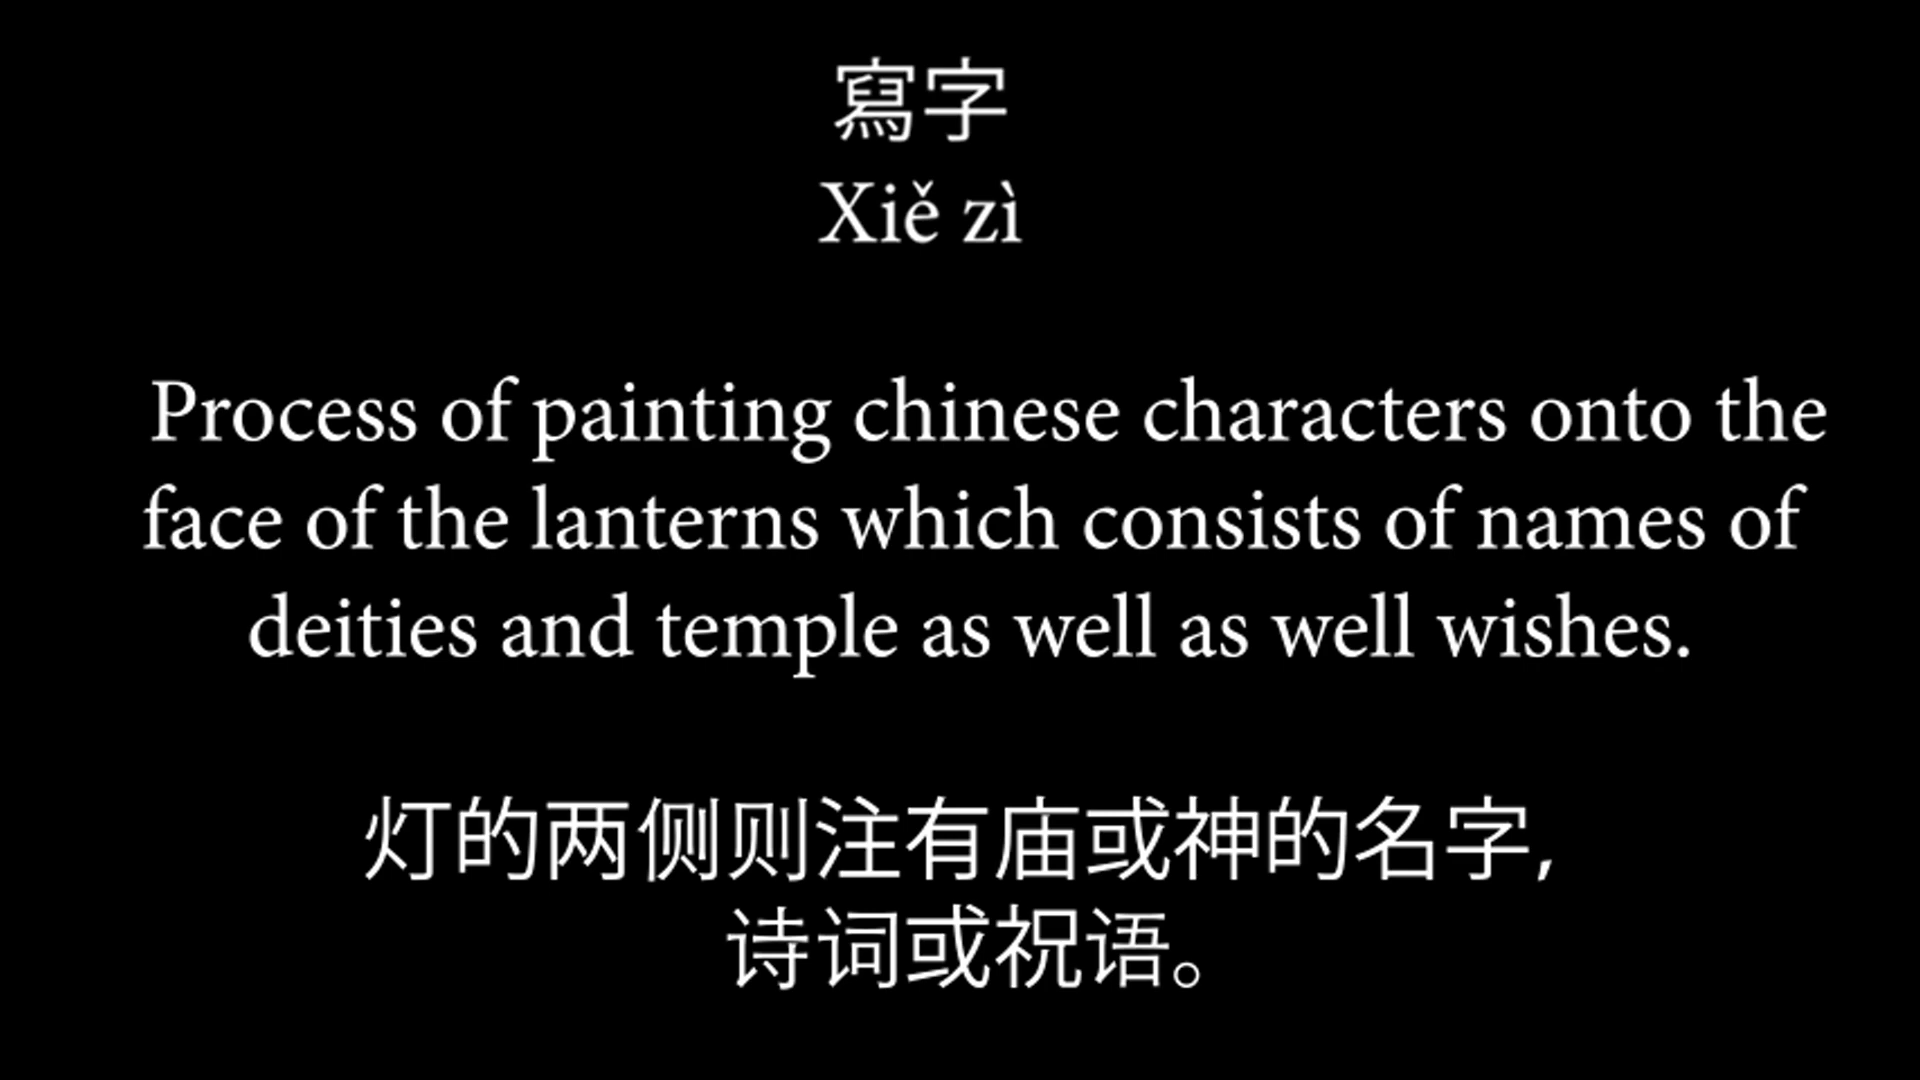 寫字
Xiě zì
Process of painting chinese characters onto the
face of the lanterns which consists of names of
deities and temple as well as well wishes.
灯的两侧则注有庙或神的名字,
诗词或祝语。